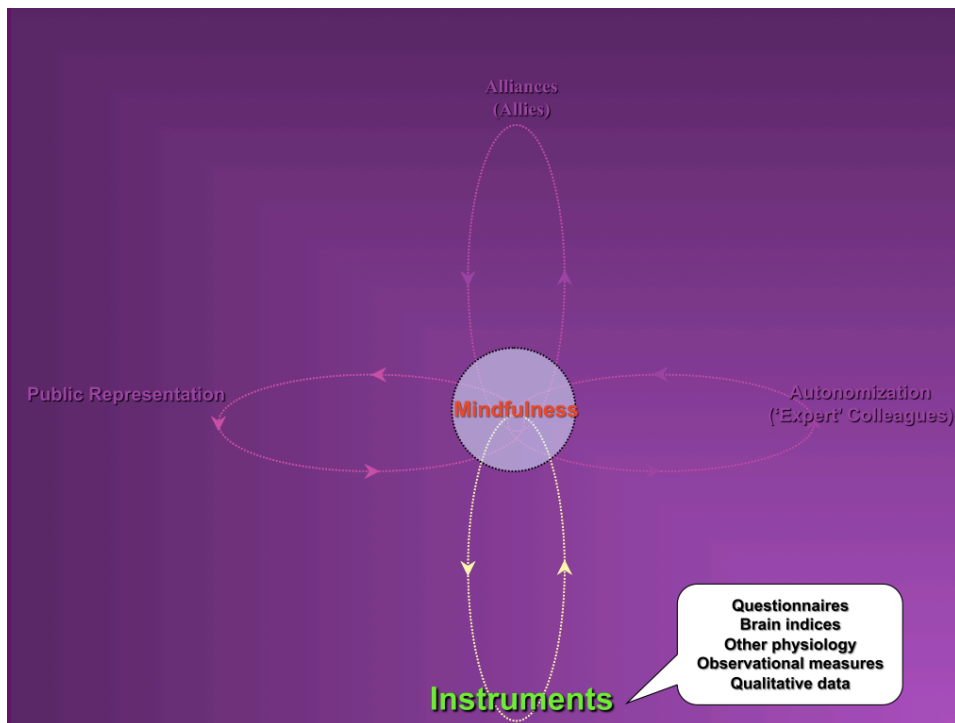 Alliances
(Allies)
Public Representation
Mindfulness
Autonomization
('Expert' Colleagues)
Instruments
Questionnaires
Brain indices
Other physiology
Observational measures
Qualitative data